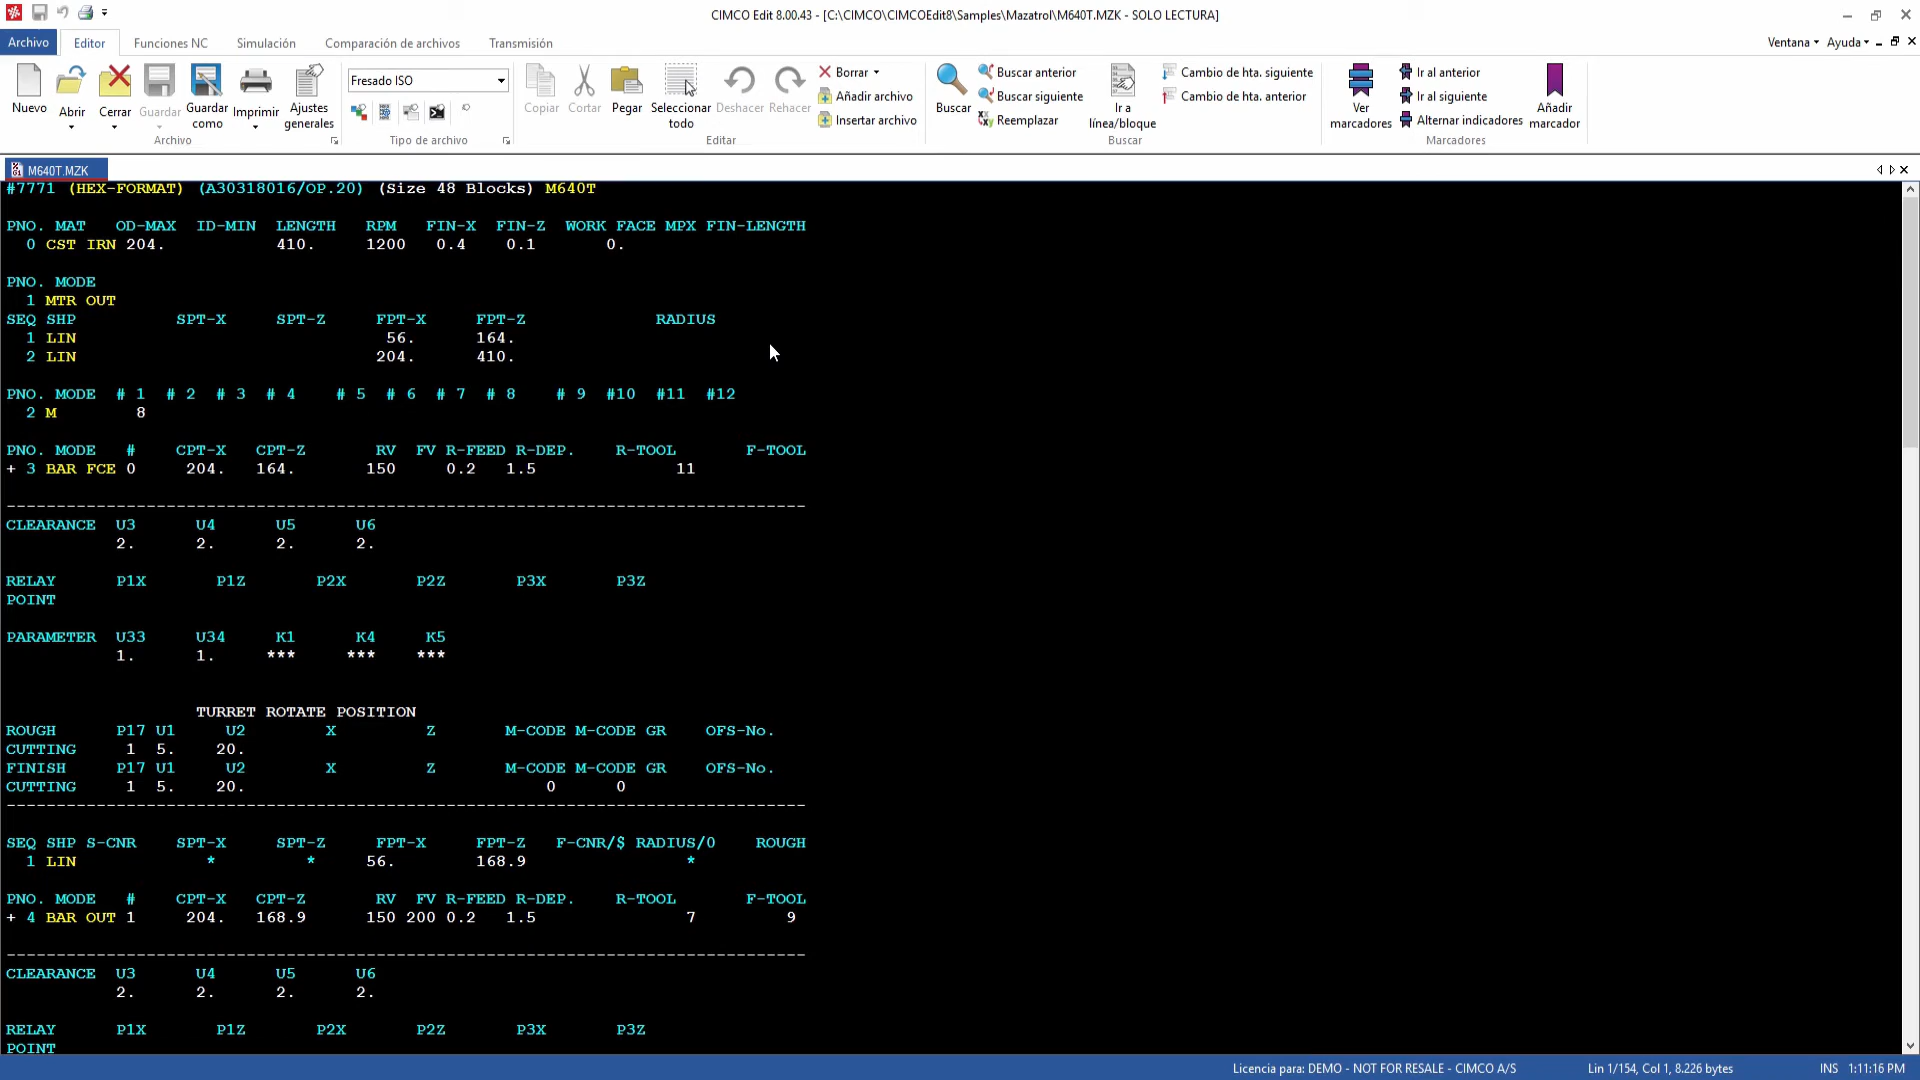 CIMCO Edit 8.00.43 - [C:\CIMCO\CIMCOEdit8\Samples\Mazatrol\M640T.MZK - SOLO LECTURA]
Archivo Editor Funciones NC Simulación Comparación de archivos Transmisión Ventana Ayuda
Nuevo Abrir Cerrar Guardar Guardar como Imprimir Ajustes generales
Archivo
Fresado ISO
Tipo de archivo
Copiar Cortar Pegar Seleccionar todo Deshacer Rehacer
Borrar
Añadir archivo
Insertar archivo
Editar
Buscar
Buscar anterior
Buscar siguiente
Reemplazar
Ir a línea/bloque
Cambio de hta. siguiente
Cambio de hta. anterior
Buscar
Ver marcadores
Ir al anterior
Ir al siguiente
Alternar indicadores
Añadir marcador
Marcadores
M640T.MZK
#7771 (HEX-FORMAT) (A30318016/OP.20) (Size 48 Blocks) M640T
PNO. MAT OD-MAX ID-MIN LENGTH RPM FIN-X FIN-Z WORK FACE MPX FIN-LENGTH
0 CST IRN 204. 410. 1200 0.4 0.1 0.
PNO. MODE
1 MTR OUT
SEQ SHP SPT-X SPT-Z FPT-X FPT-Z RADIUS
1 LIN 56. 164.
2 LIN 204. 410.
PNO. MODE # 1 # 2 # 3 # 4 # 5 # 6 # 7 # 8 # 9 #10 #11 #12
2 M 8
PNO. MODE # CPT-X CPT-Z RV FV R-FEED R-DEP. R-TOOL F-TOOL
+ 3 BAR FCE 0 204. 164. 150 0.2 1.5 11
--------------------------------------------------------------------------------
CLEARANCE U3 U4 U5 U6
2. 2. 2. 2.
RELAY P1X P1Z P2X P2Z P3X P3Z
POINT
PARAMETER U33 U34 K1 K4 K5
1. 1. *** *** ***
TURRET ROTATE POSITION
ROUGH P17 U1 U2 X Z M-CODE M-CODE GR OFS-No.
CUTTING 1 5. 20.
FINISH P17 U1 U2 X Z M-CODE M-CODE GR OFS-No.
CUTTING 1 5. 20. 0 0
--------------------------------------------------------------------------------
SEQ SHP S-CNR SPT-X SPT-Z FPT-X FPT-Z F-CNR/$ RADIUS/0 ROUGH
1 LIN * * 56. 168.9 *
PNO. MODE # CPT-X CPT-Z RV FV R-FEED R-DEP. R-TOOL F-TOOL
+ 4 BAR OUT 1 204. 168.9 150 200 0.2 1.5 7 9
--------------------------------------------------------------------------------
CLEARANCE U3 U4 U5 U6
2. 2. 2. 2.
RELAY P1X P1Z P2X P2Z P3X P3Z
POINT
Licencia para: DEMO - NOT FOR RESALE - CIMCO A/S Lin 1/154, Col 1, 8.226 bytes INS 1:11:16 PM